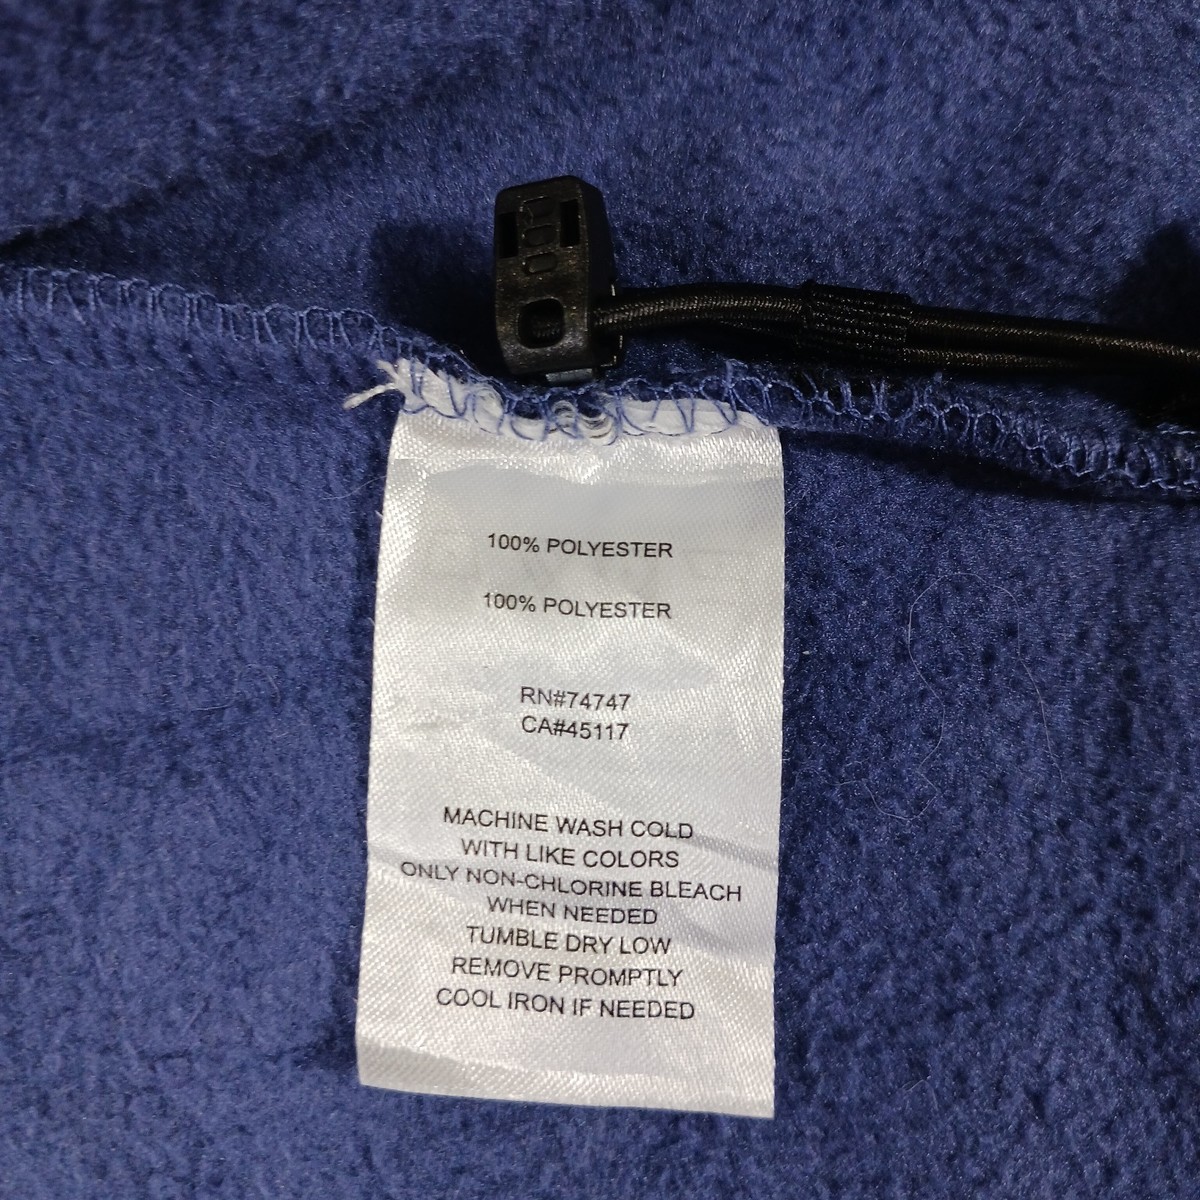 100% POLYESTER
100% POLYESTER
RN#74747
CA#45117
MACHINE WASH COLD
WITH LIKE COLORS
ONLY NON-CHLORINE BLEACH
WHEN NEEDED
TUMBLE DRY LOW
REMOVE PROMPTLY
COOL IRON IF NEEDED